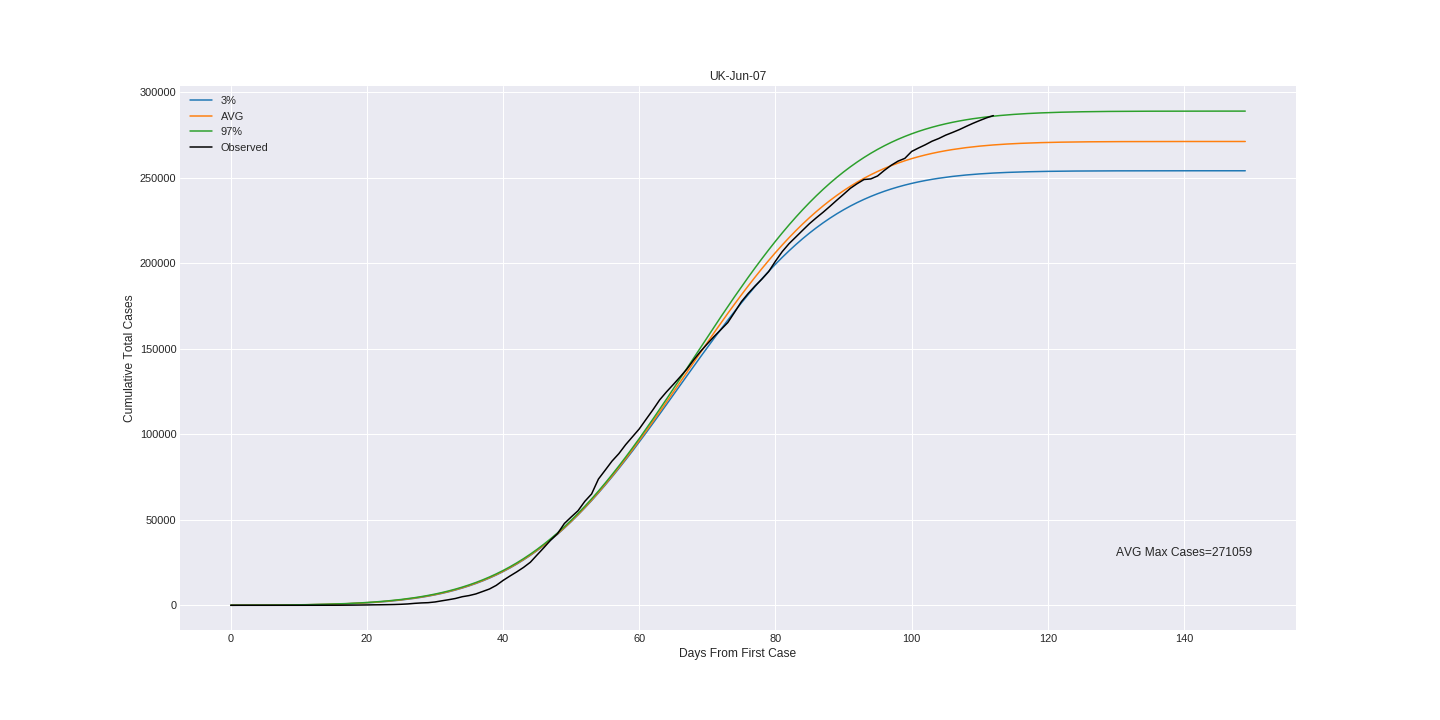 UK-Jun-07
3%
AVG
97%
Observed
300000
250000
200000
150000
100000
50000
0
Cumulative Total Cases
AVG Max Cases=271059
0 20 40 60 80 100 120 140
Days From First Case